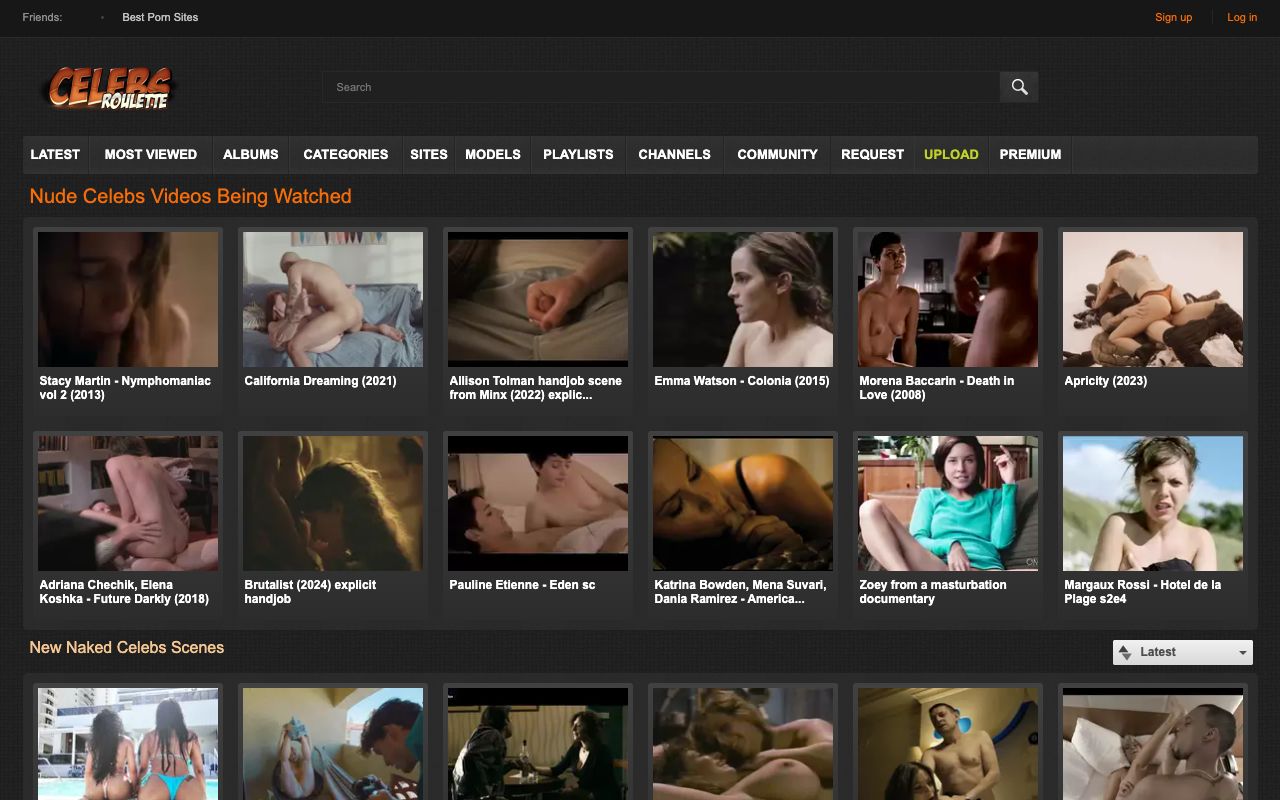 Friends:
Best Porn Sites
Sign up
Log in
CELEBS
ROULETTE
Search
LATEST
MOST VIEWED
ALBUMS
CATEGORIES
SITES
MODELS
PLAYLISTS
CHANNELS
COMMUNITY
REQUEST
UPLOAD
PREMIUM
Nude Celebs Videos Being Watched
Stacy Martin - Nymphomaniac
vol 2 (2013)
California Dreaming (2021)
Allison Tolman handjob scene
from Minx (2022) explic...
Emma Watson - Colonia (2015)
Morena Baccarin - Death in
Love (2008)
Apricity (2023)
Adriana Chechik, Elena
Koshka - Future Darkly (2018)
Brutalist (2024) explicit
handjob
Pauline Etienne - Eden sc
Katrina Bowden, Mena Suvari,
Dania Ramirez - America...
Zoey from a masturbation
documentary
Margaux Rossi - Hotel de la
Plage s2e4
New Naked Celebs Scenes
Latest